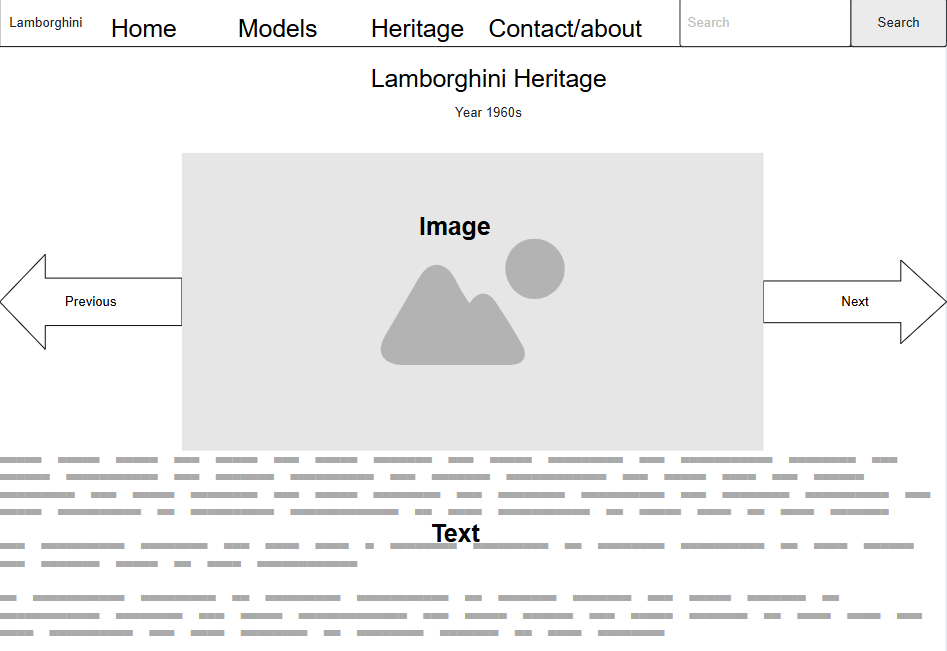 Lamborghini Home Models Heritage Contact/about Search Search
Lamborghini Heritage
Year 1960s
Image
Previous
Next
Text